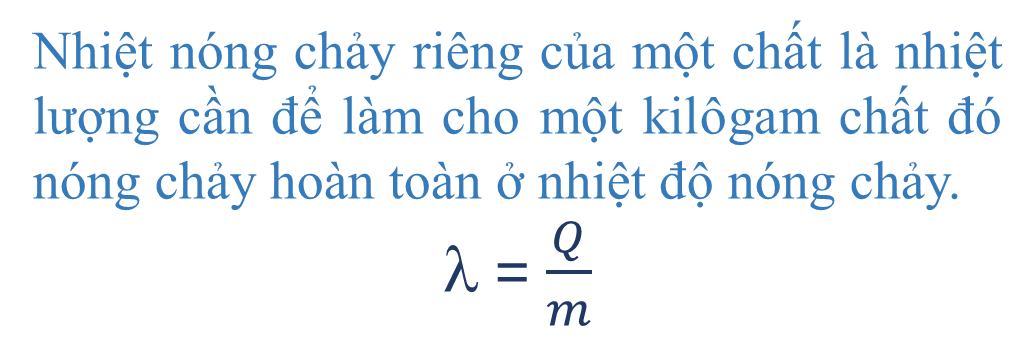 Nhiệt nóng chảy riêng của một chất là nhiệt
lượng cần để làm cho một kilôgam chất đó
nóng chảy hoàn toàn ở nhiệt độ nóng chảy.
λ = Q/m